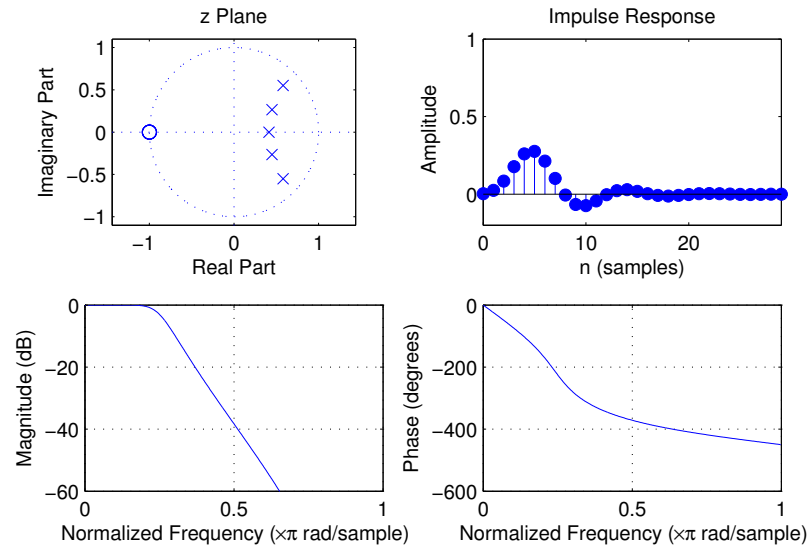 z Plane
Imaginary Part
1
0.5
0
−0.5
−1
−1
0
1
Real Part
Impulse Response
Amplitude
1
0.5
0
0
10
20
n (samples)
Magnitude (dB)
0
−20
−40
−60
0
0.5
1
Normalized Frequency (×π rad/sample)
Phase (degrees)
0
−200
−400
−600
0
0.5
1
Normalized Frequency (×π rad/sample)